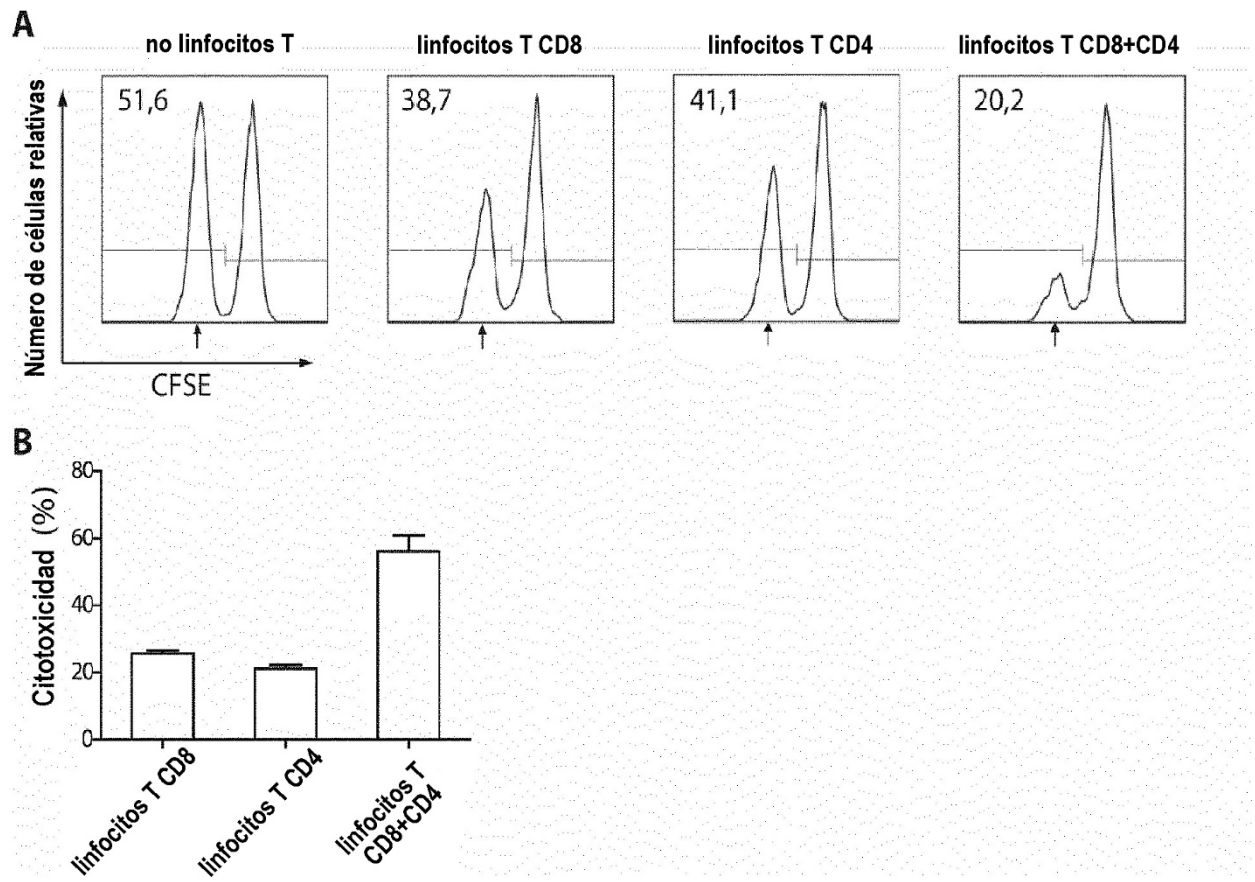 A
no linfocitos T
linfocitos T CD8
linfocitos T CD4
linfocitos T CD8+CD4
Número de células relativas
51,6
38,7
41,1
20,2
CFSE
B
Citotoxicidad (%)
80
60
40
20
0
linfocitos T CD8
linfocitos T CD4
linfocitos T
CD8+CD4